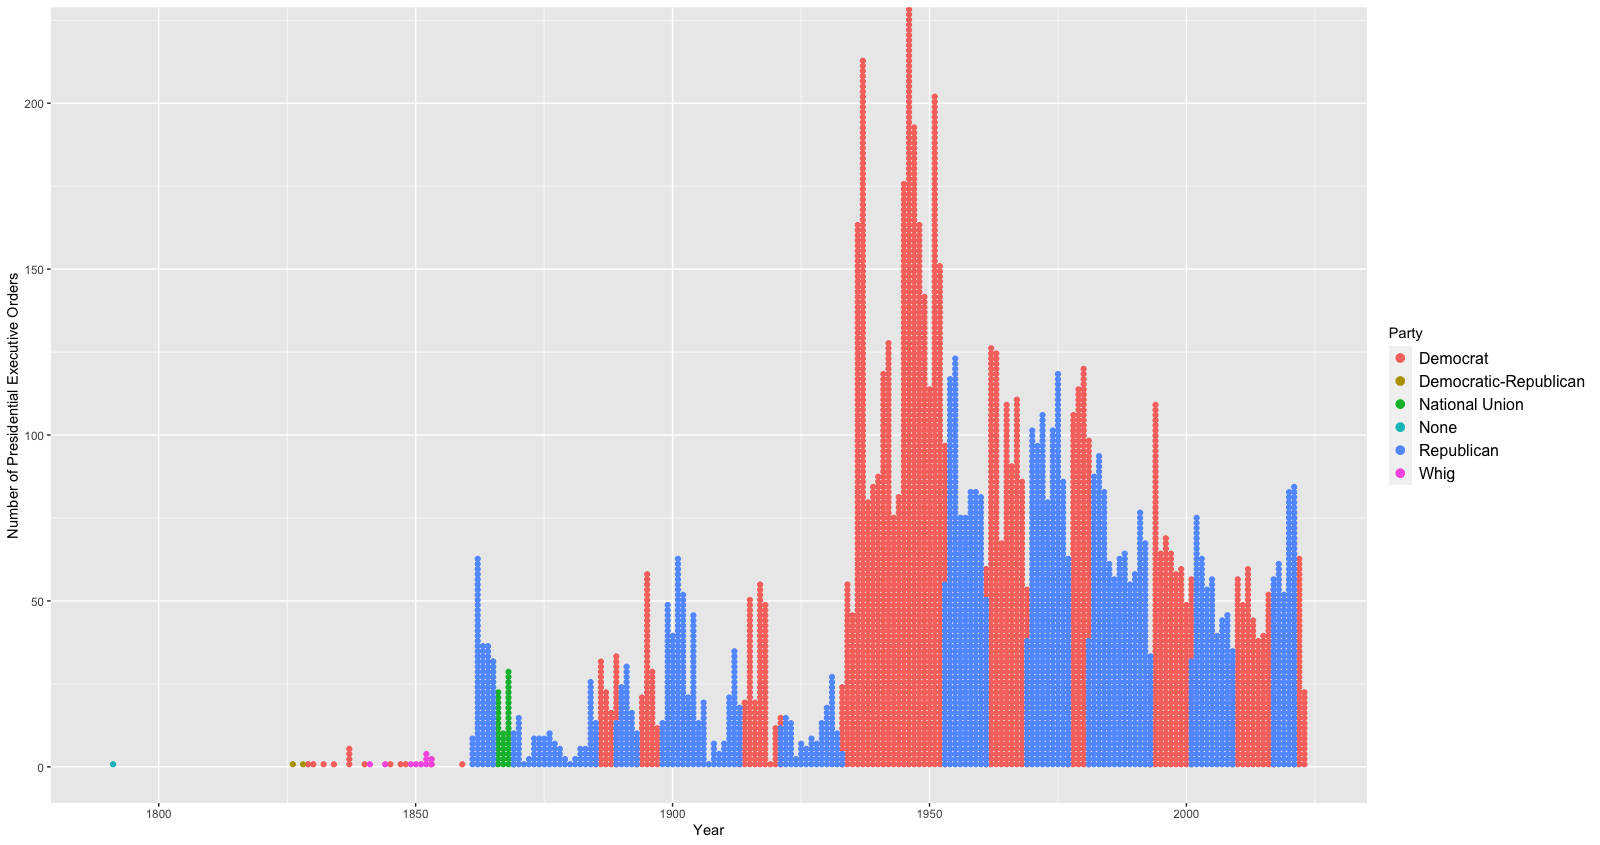 Number of Presidential Executive Orders
200
150
100
50
0
1800
1850
1900
1950
2000
Year
Party
Democrat
Democratic-Republican
National Union
None
Republican
Whig